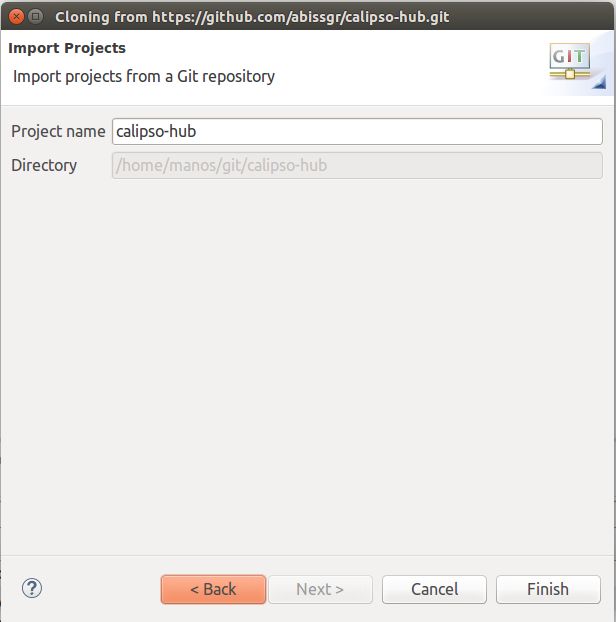 Cloning from https://github.com/abissgr/calipso-hub.git
Import Projects
Import projects from a Git repository
GIT
Project name calipso-hub
Directory /home/manos/git/calipso-hub
? < Back Next > Cancel Finish